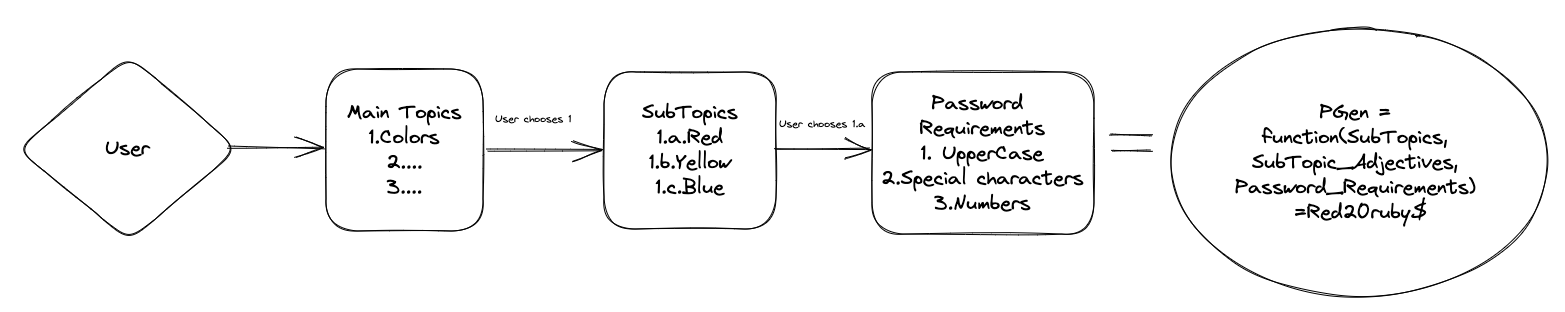 User
Main Topics
1.Colors
2....
3....
User chooses 1
SubTopics
1.a.Red
1.b.Yellow
1.c.Blue
User chooses 1.a
Password
Requirements
1. UpperCase
2.Special characters
3.Numbers
PGen =
function(SubTopics,
SubTopic_Adjectives,
Password_Requirements)
=Red20ruby$